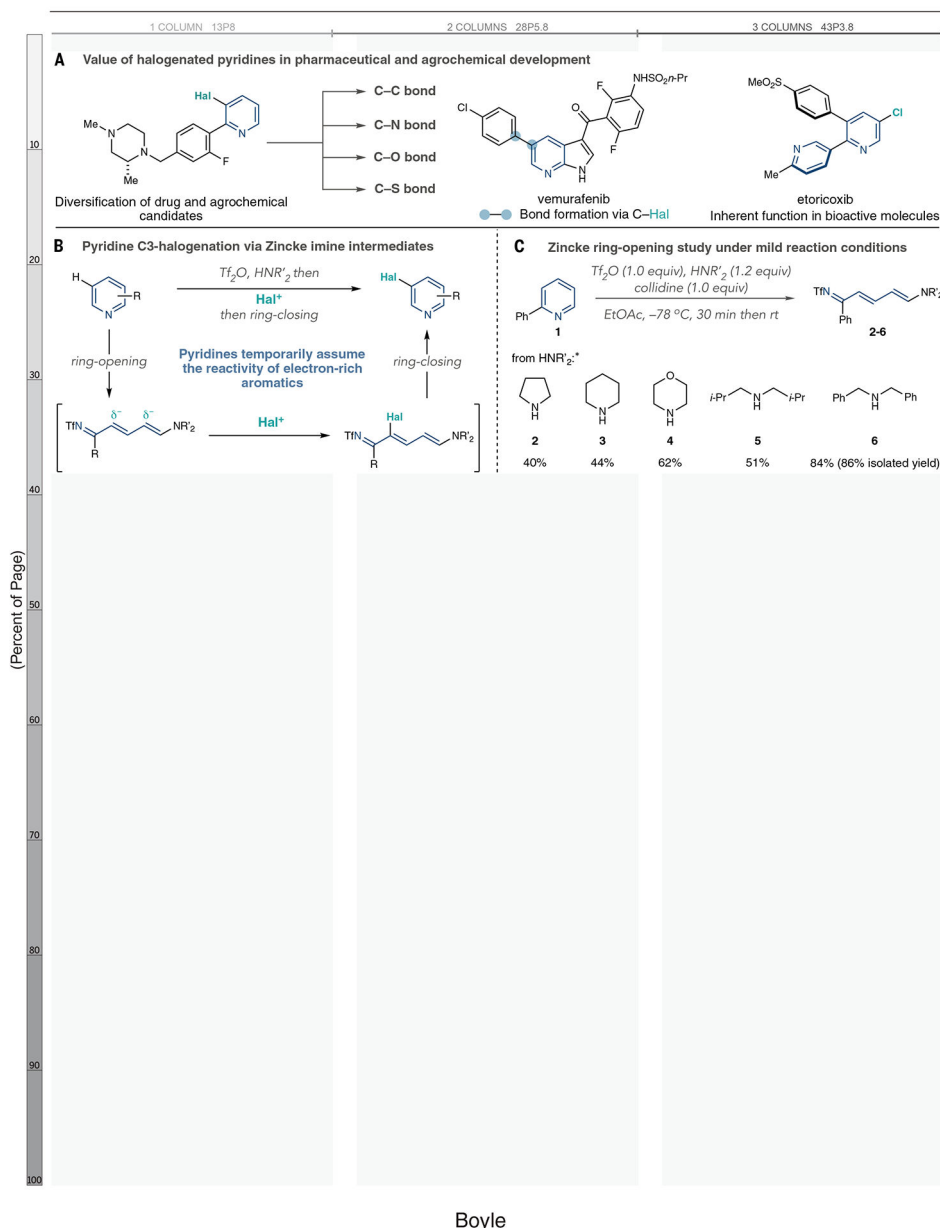 1 COLUMN 13P8
2 COLUMNS 28P5.8
3 COLUMNS 43P3.8
A Value of halogenated pyridines in pharmaceutical and agrochemical development
Hal
N
Me
N
N
Me
F
Diversification of drug and agrochemical
candidates
C–C bond
C–N bond
C–O bond
C–S bond
Cl
O
F
NHSO2n-Pr
F
N
N
H
vemurafenib
Bond formation via C–Hal
MeO2S
Cl
N
N
Me
etoricoxib
Inherent function in bioactive molecules
B Pyridine C3-halogenation via Zincke imine intermediates
H
R
N
Tf2O, HNR'2 then
Hal+
then ring-closing
Hal
R
N
ring-opening
Pyridines temporarily assume
the reactivity of electron-rich
aromatics
ring-closing
δ– δ–
TfN
NR'2
R
Hal+
Hal
TfN
NR'2
R
C Zincke ring-opening study under mild reaction conditions
Ph
N
1
Tf2O (1.0 equiv), HNR'2 (1.2 equiv)
collidine (1.0 equiv)
EtOAc, –78 ºC, 30 min then rt
TfN
NR'2
Ph
2-6
from HNR'2:*
N
H
N
H
O
N
H
i-Pr N i-Pr
H
Ph N Ph
H
2 3 4 5 6
40% 44% 62% 51% 84% (86% isolated yield)
10
20
30
40
50
60
70
80
90
100
(Percent of Page)
Boyle